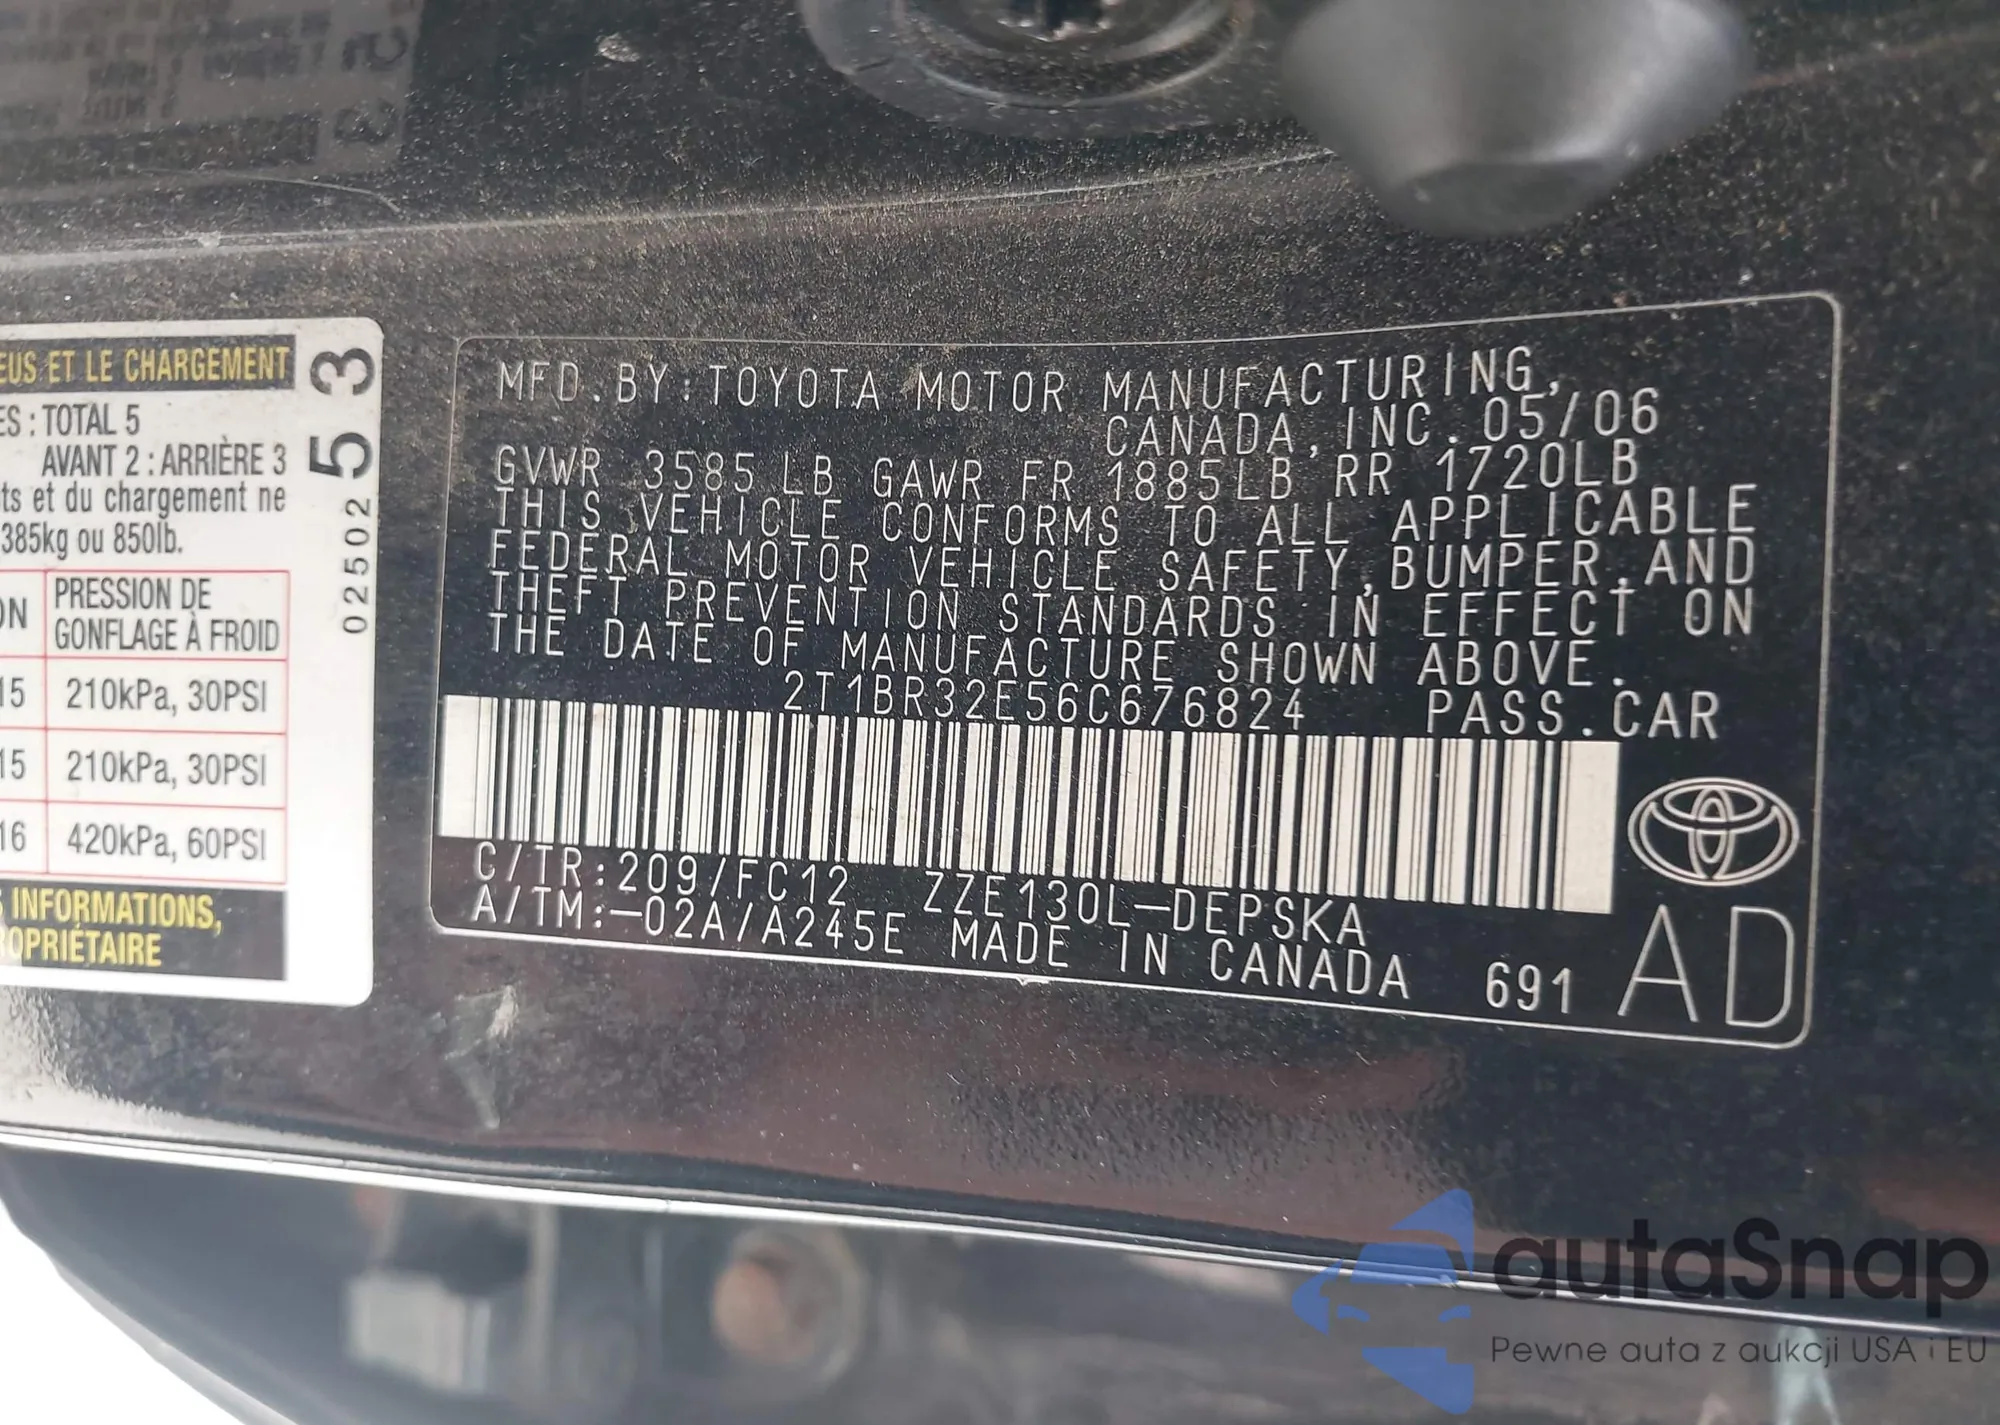 EUS ET LE CHARGEMENT
ES : TOTAL 5
AVANT 2 : ARRIÈRE 3
ts et du chargement ne
385kg ou 850lb.
ON PRESSION DE
GONFLAGE À FROID
15 210kPa, 30PSI
15 210kPa, 30PSI
16 420kPa, 60PSI
S INFORMATIONS,
OPRIÉTAIRE
02502 53
MFD.BY:TOYOTA MOTOR MANUFACTURING,
CANADA,INC.05/06
GVWR 3585LB GAWR FR 1885LB RR 1720LB
THIS VEHICLE CONFORMS TO ALL APPLICABLE
FEDERAL MOTOR VEHICLE SAFETY,BUMPER,AND
THEFT PREVENTION STANDARDS IN EFFECT ON
THE DATE OF MANUFACTURE SHOWN ABOVE.
2T1BR32E56C676824 PASS.CAR
C/TR:209/FC12 ZZE130L-DEPSKA
A/TM:-02A/A245E MADE IN CANADA 691 AD
autaSnap
Pewne auta z aukcji USA i EU